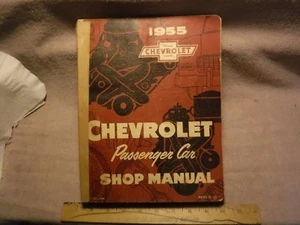 1955
CHEVROLET
CHEVROLET
Passenger Car
SHOP MANUAL